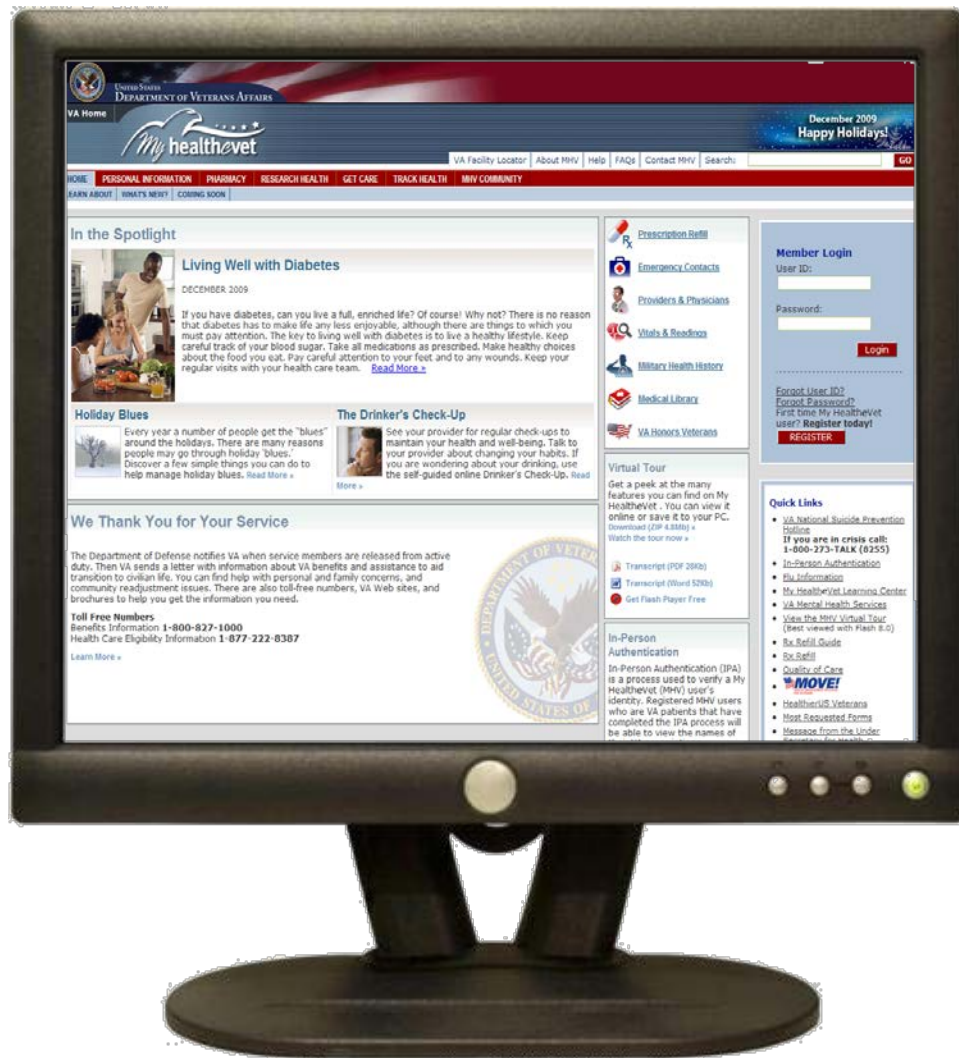 UNITED STATES
DEPARTMENT OF VETERANS AFFAIRS
VA Home
My healthevet
December 2009
Happy Holidays!
VA Facility Locator | About MHV | Help | FAQs | Contact MHV | Search: GO
HOME PERSONAL INFORMATION PHARMACY RESEARCH HEALTH GET CARE TRACK HEALTH MHV COMMUNITY
LEARN ABOUT WHAT'S NEW? COMING SOON
In the Spotlight
Living Well with Diabetes
DECEMBER 2009
If you have diabetes, can you live a full, enriched life? Of course! Why not? There is no reason
that diabetes has to make life any less enjoyable, although there are things to which you
must pay attention. The key to living well with diabetes is to live a healthy lifestyle. Keep
careful track of your blood sugar. Take all medications as prescribed. Make healthy choices
about the food you eat. Pay careful attention to your feet and to any wounds. Keep your
regular visits with your health care team. Read More »
Holiday Blues
Every year a number of people get the "blues"
around the holidays. There are many reasons
people may go through holiday 'blues.'
Discover a few simple things you can do to
help manage holiday blues. Read More »
The Drinker's Check-Up
See your provider for regular check-ups to
maintain your health and well-being. Talk to
your provider about changing your habits. If
you are wondering about your drinking, use
the self-guided online Drinker's Check-Up. Read
More »
We Thank You for Your Service
The Department of Defense notifies VA when service members are released from active
duty. Then VA sends a letter with information about VA benefits and assistance to aid
transition to civilian life. You can find help with personal and family concerns, and
community readjustment issues. There are also toll-free numbers, VA Web sites, and
brochures to help you get the information you need.
Toll Free Numbers
Benefits Information 1-800-827-1000
Health Care Eligibility Information 1-877-222-8387
Learn More »
DEPARTMENT OF VETER
UNITED STATES OF
Prescription Refill
Emergency Contacts
Providers & Physicians
Vitals & Readings
Military Health History
Medical Library
VA Honors Veterans
Virtual Tour
Get a peek at the many
features you can find on My
HealtheVet . You can view it
online or save it to your PC.
Download (ZIP 4.8Mb) »
Watch the tour now »
Transcript (PDF 26Kb)
Transcript (Word 52Kb)
Get Flash Player Free
In-Person
Authentication
In-Person Authentication (IPA)
is a process used to verify a My
HealtheVet (MHV) user's
identity. Registered MHV users
who are VA patients that have
completed the IPA process will
be able to view the names of
Member Login
User ID:
Password:
Login
Forgot User ID?
Forgot Password?
First time My HealtheVet
user? Register today!
REGISTER
Quick Links
VA National Suicide Prevention
Hotline
If you are in crisis call:
1-800-273-TALK (8255)
In-Person Authentication
Flu Information
My HealtheVet Learning Center
VA Mental Health Services
View the MHV Virtual Tour
(Best viewed with Flash 8.0)
Rx Refill Guide
Rx Refill
Quality of Care
MOVE!
HealthierUS Veterans
Most Requested Forms
Message from the Under
Secretary for Health